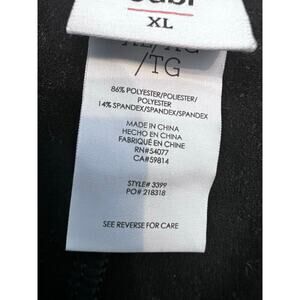 cabi
XL
/TG
86% POLYESTER/POLIESTER/
POLYESTER
14% SPANDEX/SPANDEX/SPANDEX
MADE IN CHINA
HECHO EN CHINA
FABRIQUÉ EN CHINE
RN#54077
CA#59814
STYLE# 3399
PO# 218318
SEE REVERSE FOR CARE